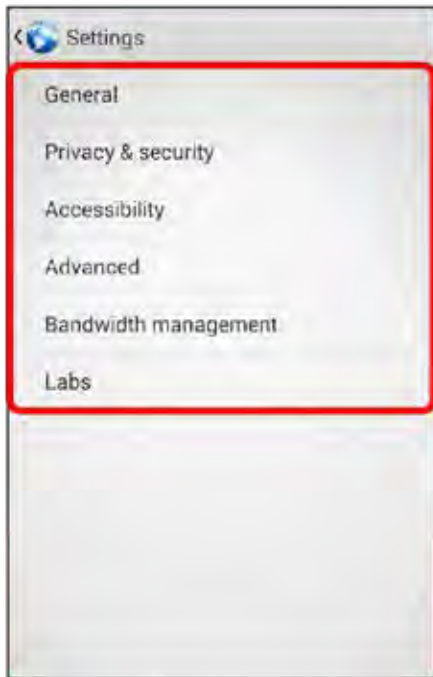 Settings
General
Privacy & security
Accessibility
Advanced
Bandwidth management
Labs